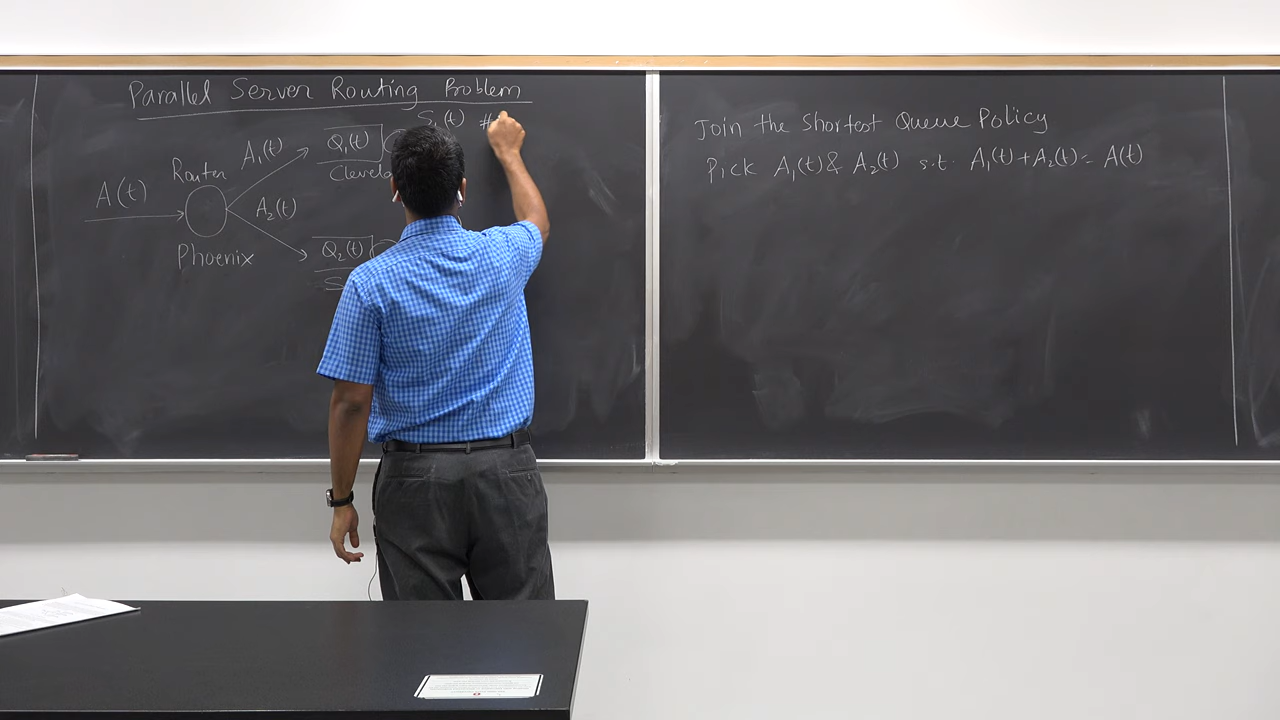 Parallel Server Routing Problem
S₁(t) #
A₁(t)
Q₁(t)
Router
A(t)
A₂(t)
Phoenix
Q₂(t)
Join the Shortest Queue Policy
Pick A₁(t) & A₂(t) s.t. A₁(t) + A₂(t) = A(t)